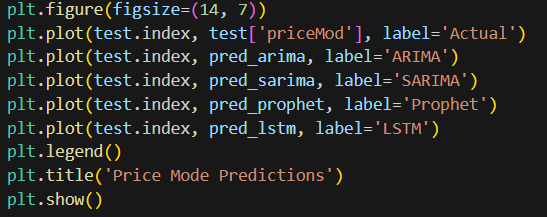 plt.figure(figsize=(14, 7))
plt.plot(test.index, test['priceMod'], label='Actual')
plt.plot(test.index, pred_arima, label='ARIMA')
plt.plot(test.index, pred_sarima, label='SARIMA')
plt.plot(test.index, pred_prophet, label='Prophet')
plt.plot(test.index, pred_lstm, label='LSTM')
plt.legend()
plt.title('Price Mode Predictions')
plt.show()